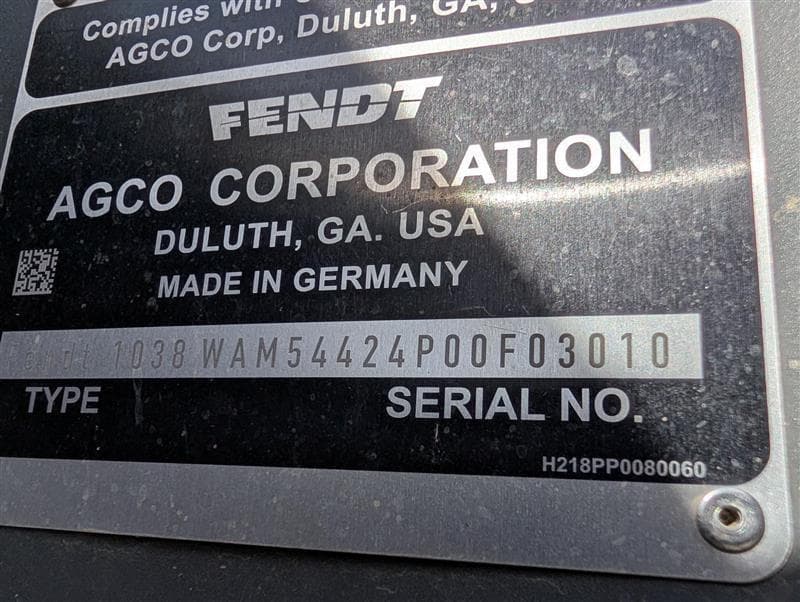 Complies with
AGCO Corp, Duluth, GA,
FENDT
AGCO CORPORATION
DULUTH, GA. USA
MADE IN GERMANY
Fendt 1038 WAM54424P00F03010
TYPE SERIAL NO.
H218PP0080060